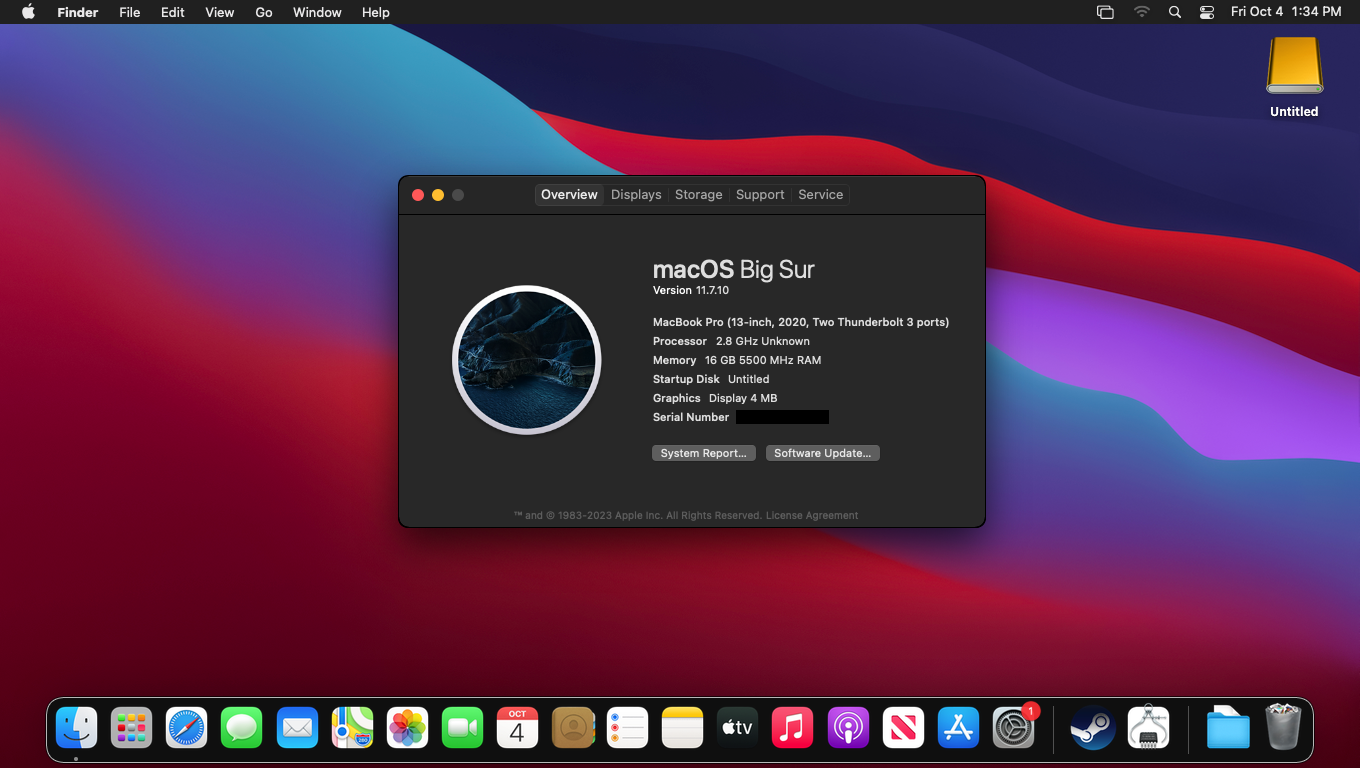 Finder File Edit View Go Window Help Fri Oct 4 1:34 PM
Untitled
Overview Displays Storage Support Service
macOS Big Sur
Version 11.7.10
MacBook Pro (13-inch, 2020, Two Thunderbolt 3 ports)
Processor 2.8 GHz Unknown
Memory 16 GB 5500 MHz RAM
Startup Disk Untitled
Graphics Display 4 MB
Serial Number
System Report... Software Update...
™ and © 1983-2023 Apple Inc. All Rights Reserved. License Agreement
OCT
4
tv
1